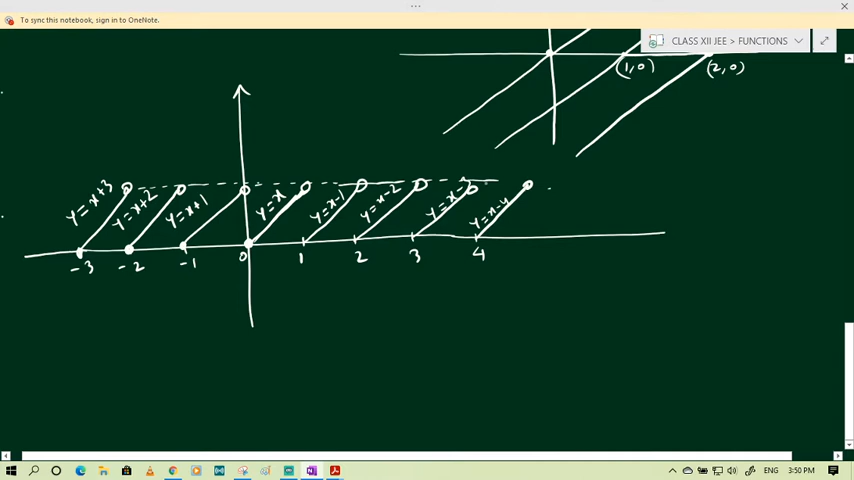 To sync this notebook, sign in to OneNote.
CLASS XII JEE > FUNCTIONS
(1,0) (2,0)
y=x+3 y=x+2 y=x+1 y=x y=x-1 y=x-2 y=x-3 y=x-4
-3 -2 -1 0 1 2 3 4
ENG 3:50 PM